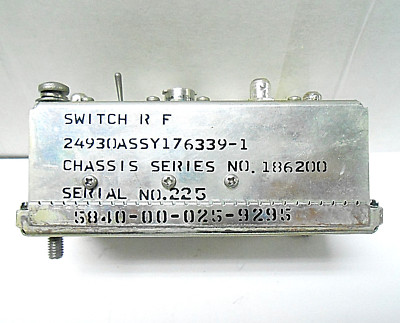 SWITCH R F
24930ASSY176339-1
CHASSIS SERIES NO. 186200
SERIAL NO. 225
5840-00-025-9295